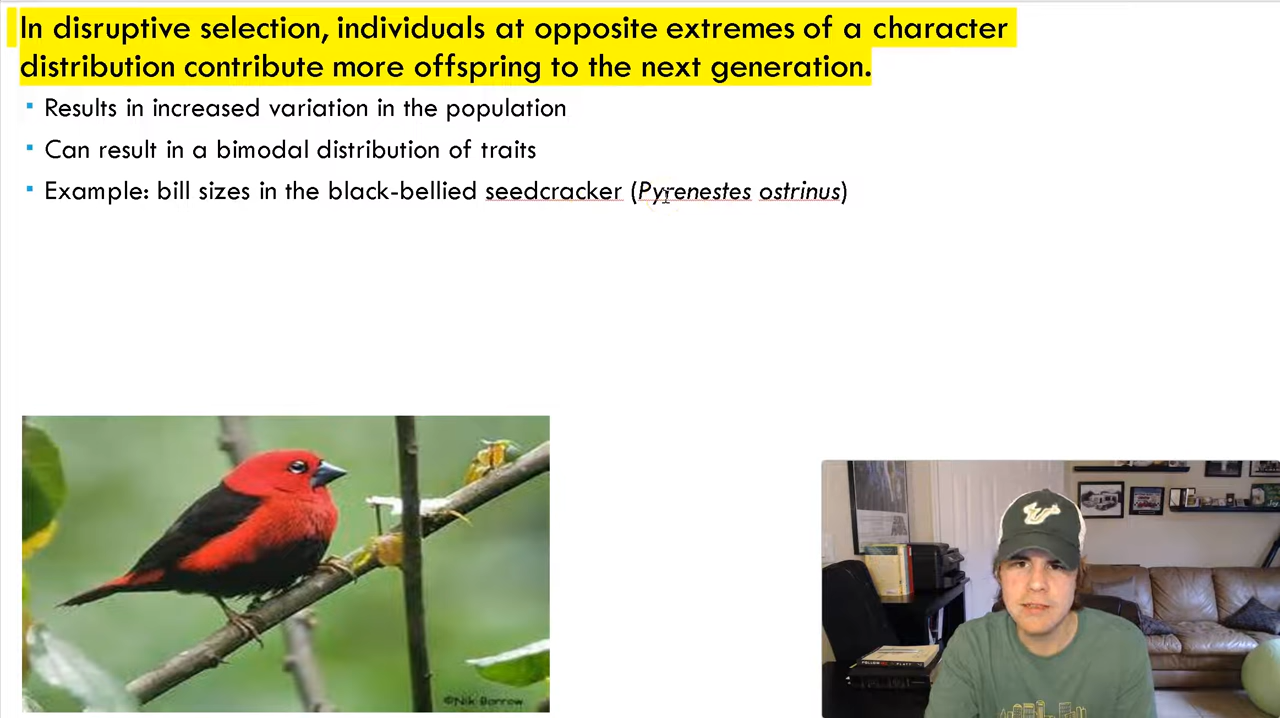 In disruptive selection, individuals at opposite extremes of a character
distribution contribute more offspring to the next generation.
Results in increased variation in the population
Can result in a bimodal distribution of traits
Example: bill sizes in the black-bellied seedcracker (Pyrenestes ostrinus)
©Nik Borrow